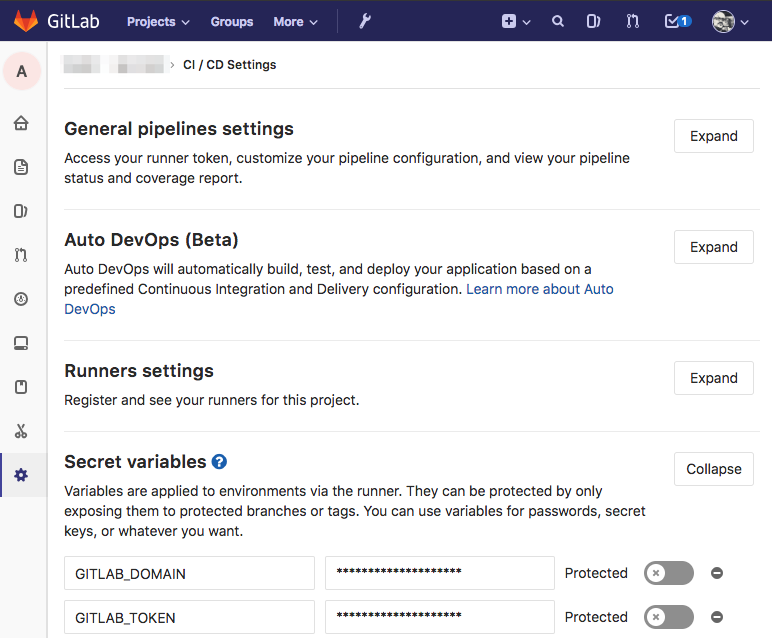 GitLab Projects Groups More 1
A
› CI / CD Settings
General pipelines settings
Expand
Access your runner token, customize your pipeline configuration, and view your pipeline
status and coverage report.
Auto DevOps (Beta)
Expand
Auto DevOps will automatically build, test, and deploy your application based on a
predefined Continuous Integration and Delivery configuration. Learn more about Auto
DevOps
Runners settings
Expand
Register and see your runners for this project.
Secret variables ?
Collapse
Variables are applied to environments via the runner. They can be protected by only
exposing them to protected branches or tags. You can use variables for passwords, secret
keys, or whatever you want.
GITLAB_DOMAIN ******************** Protected
GITLAB_TOKEN ******************** Protected